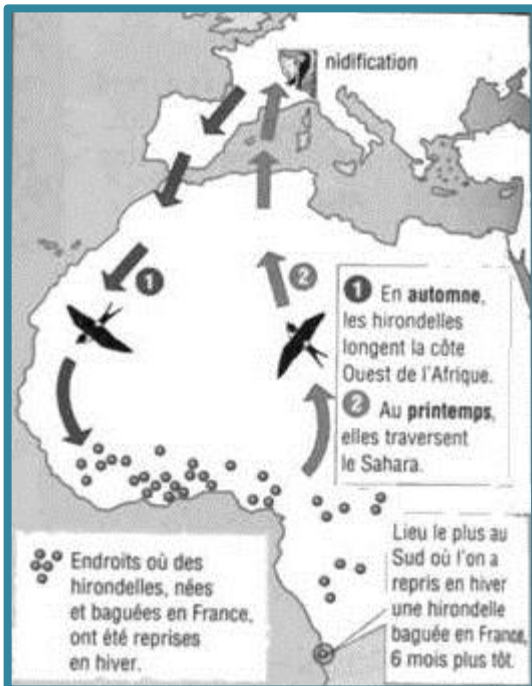 nidification
1
2
1 En automne,
les hirondelles
longent la côte
Ouest de l'Afrique.
2 Au printemps,
elles traversent
le Sahara.
Endroits où des
hirondelles, nées
et baguées en France,
ont été reprises
en hiver.
Lieu le plus au
Sud où l'on a
repris en hiver
une hirondelle
baguée en France,
6 mois plus tôt.